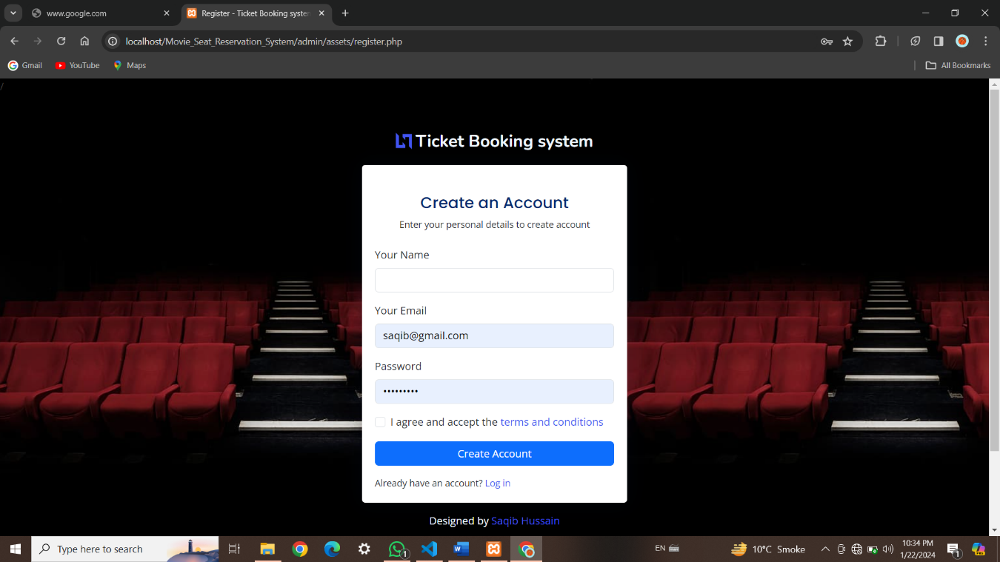 www.google.com
Register - Ticket Booking system
localhost/Movie_Seat_Reservation_System/admin/assets/register.php
Gmail
YouTube
Maps
All Bookmarks
/
Ticket Booking system
Create an Account
Enter your personal details to create account
Your Name
Your Email
saqib@gmail.com
Password
•••••••••
I agree and accept the terms and conditions
Create Account
Already have an account? Log in
Designed by Saqib Hussain
Type here to search
1
EN
10°C Smoke
10:34 PM
1/22/2024
1